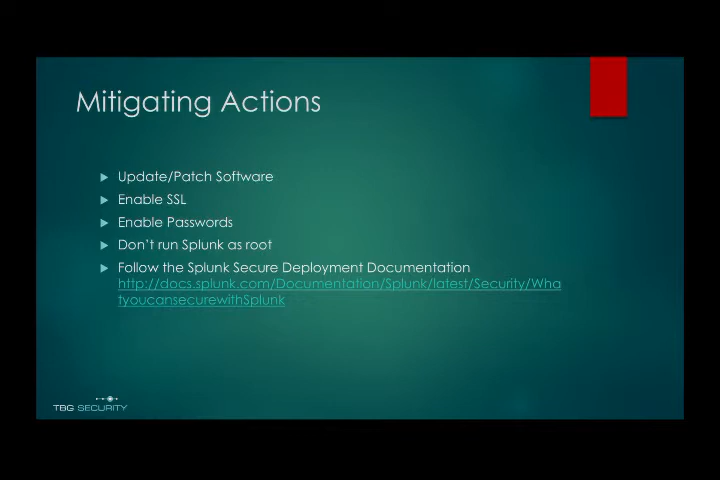 Mitigating Actions
Update/Patch Software
Enable SSL
Enable Passwords
Don't run Splunk as root
Follow the Splunk Secure Deployment Documentation
http://docs.splunk.com/Documentation/Splunk/latest/Security/Wha
tyoucansecurewithSplunk
TBG SECURITY